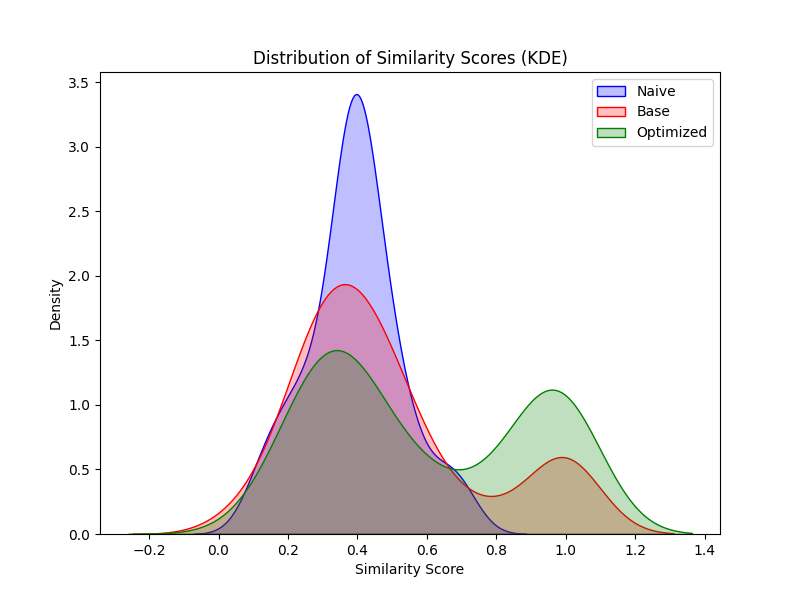 Distribution of Similarity Scores (KDE)
3.5
3.0
2.5
2.0
1.5
1.0
0.5
0.0
Density
Naive
Base
Optimized
−0.2 0.0 0.2 0.4 0.6 0.8 1.0 1.2 1.4
Similarity Score